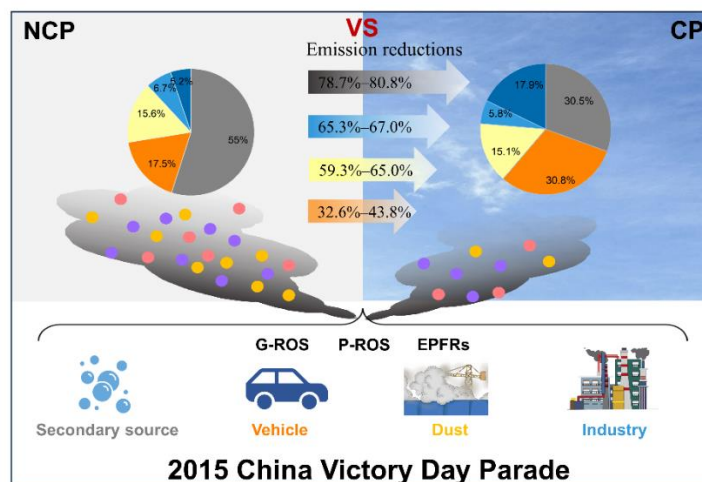 NCP
VS
CP
Emission reductions
5.2%
6.7%
15.6%
17.5%
55%
78.7%–80.8%
65.3%–67.0%
59.3%–65.0%
32.6%–43.8%
17.9%
5.8%
15.1%
30.8%
30.5%
G-ROS P-ROS EPFRs
Secondary source Vehicle Dust Industry
2015 China Victory Day Parade